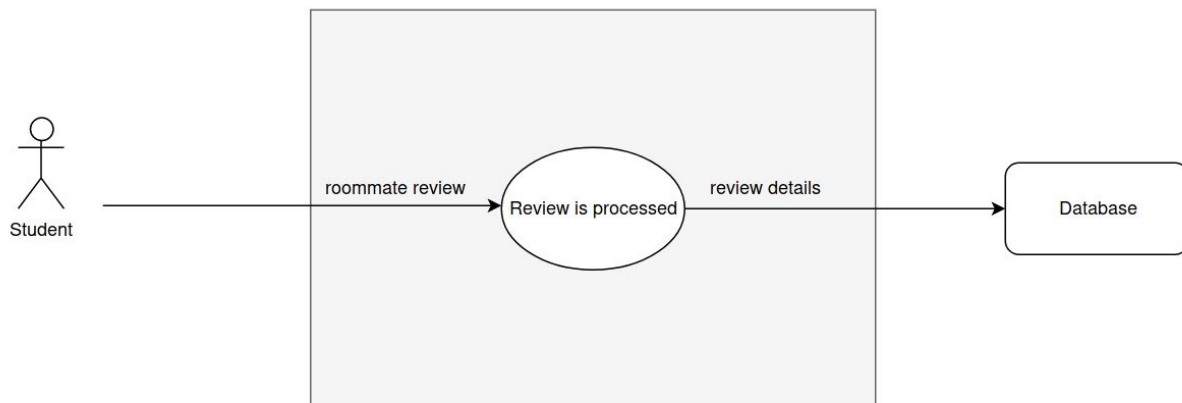 roommate review
review details
Review is processed
Database
Student